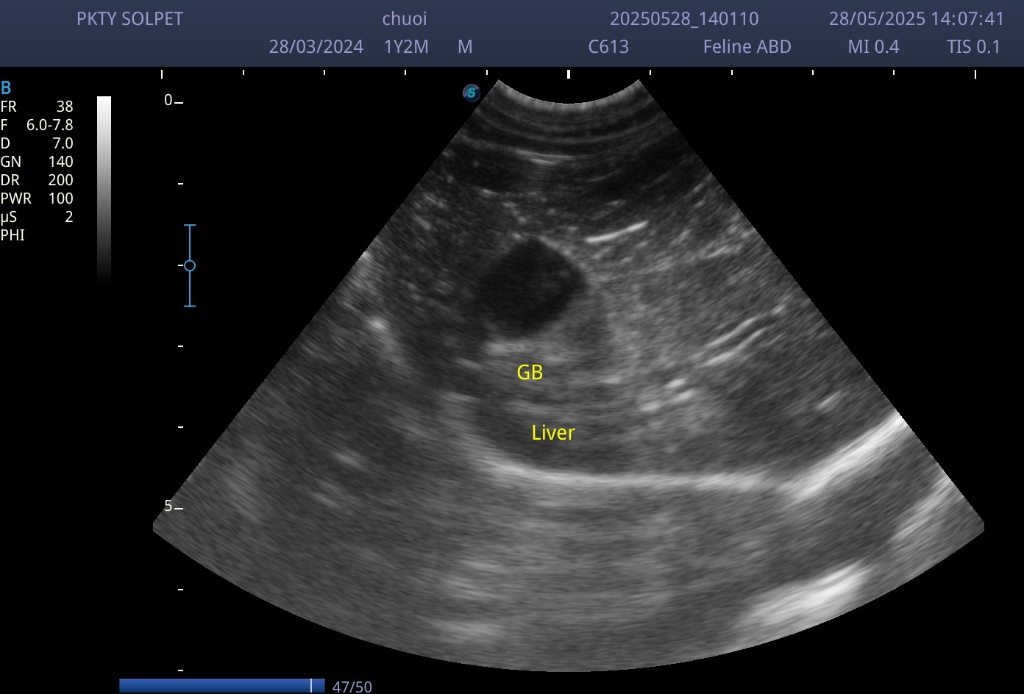 PKTY SOLPET chuoi 20250528_140110 28/05/2025 14:07:41
28/03/2024 1Y2M M C613 Feline ABD MI 0.4 TIS 0.1
B
FR 38
F 6.0-7.8
D 7.0
GN 140
DR 200
PWR 100
µS 2
PHI
0
S
GB
Liver
5
47/50